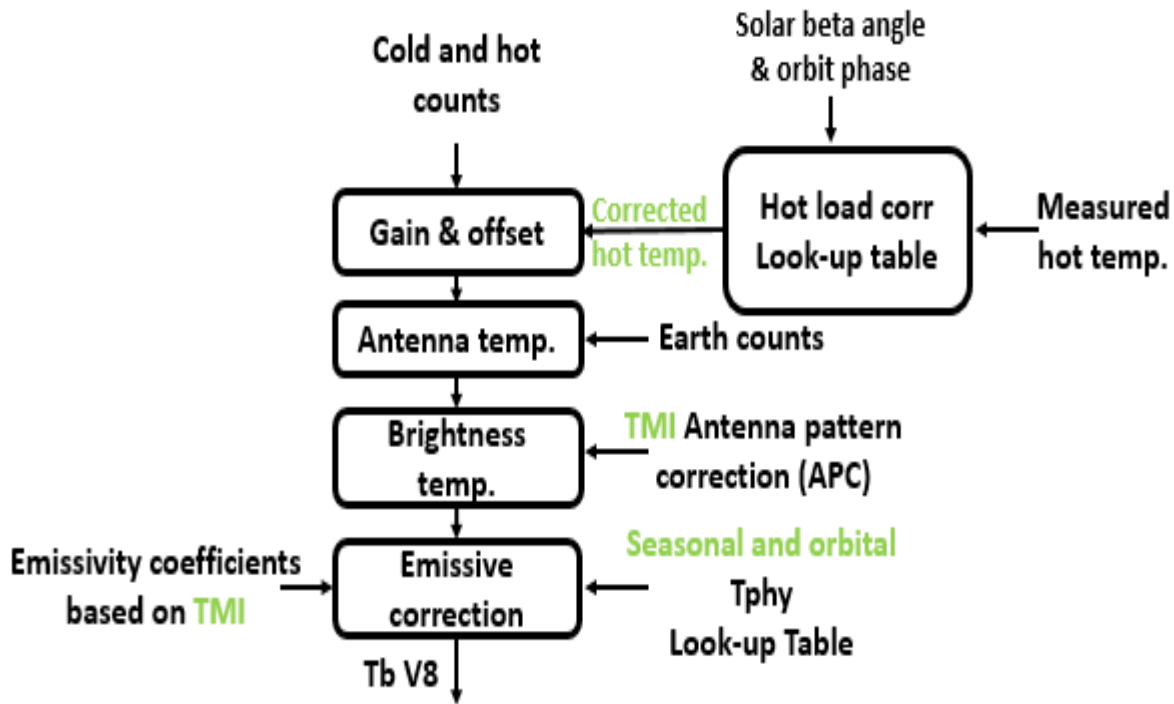 Solar beta angle
& orbit phase
Cold and hot
counts
Hot load corr
Look-up table
Measured
hot temp.
Corrected
hot temp.
Gain & offset
Antenna temp.
Earth counts
Brightness
temp.
TMI Antenna pattern
correction (APC)
Emissivity coefficients
based on TMI
Emissive
correction
Seasonal and orbital
Tphy
Look-up Table
Tb V8